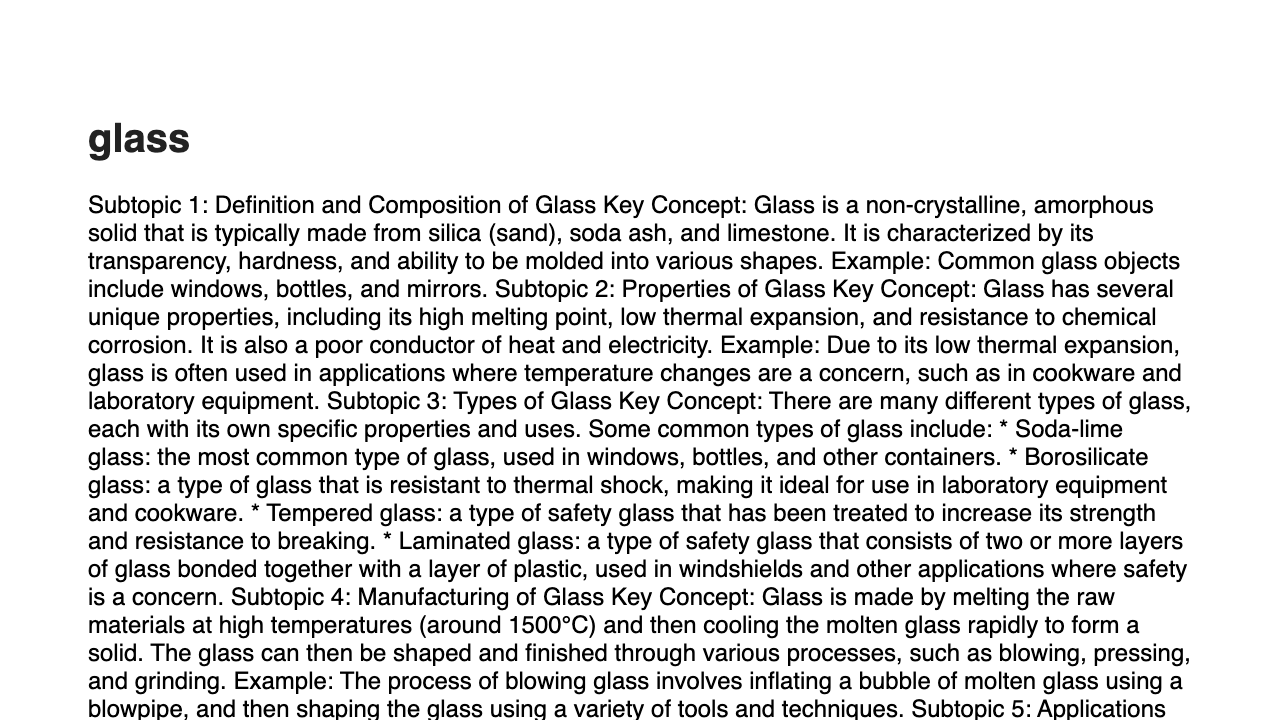 glass
Subtopic 1: Definition and Composition of Glass Key Concept: Glass is a non-crystalline, amorphous
solid that is typically made from silica (sand), soda ash, and limestone. It is characterized by its
transparency, hardness, and ability to be molded into various shapes. Example: Common glass objects
include windows, bottles, and mirrors. Subtopic 2: Properties of Glass Key Concept: Glass has several
unique properties, including its high melting point, low thermal expansion, and resistance to chemical
corrosion. It is also a poor conductor of heat and electricity. Example: Due to its low thermal expansion,
glass is often used in applications where temperature changes are a concern, such as in cookware and
laboratory equipment. Subtopic 3: Types of Glass Key Concept: There are many different types of glass,
each with its own specific properties and uses. Some common types of glass include: * Soda-lime
glass: the most common type of glass, used in windows, bottles, and other containers. * Borosilicate
glass: a type of glass that is resistant to thermal shock, making it ideal for use in laboratory equipment
and cookware. * Tempered glass: a type of safety glass that has been treated to increase its strength
and resistance to breaking. * Laminated glass: a type of safety glass that consists of two or more layers
of glass bonded together with a layer of plastic, used in windshields and other applications where safety
is a concern. Subtopic 4: Manufacturing of Glass Key Concept: Glass is made by melting the raw
materials at high temperatures (around 1500°C) and then cooling the molten glass rapidly to form a
solid. The glass can then be shaped and finished through various processes, such as blowing, pressing,
and grinding. Example: The process of blowing glass involves inflating a bubble of molten glass using a
blowpipe, and then shaping the glass using a variety of tools and techniques. Subtopic 5: Applications